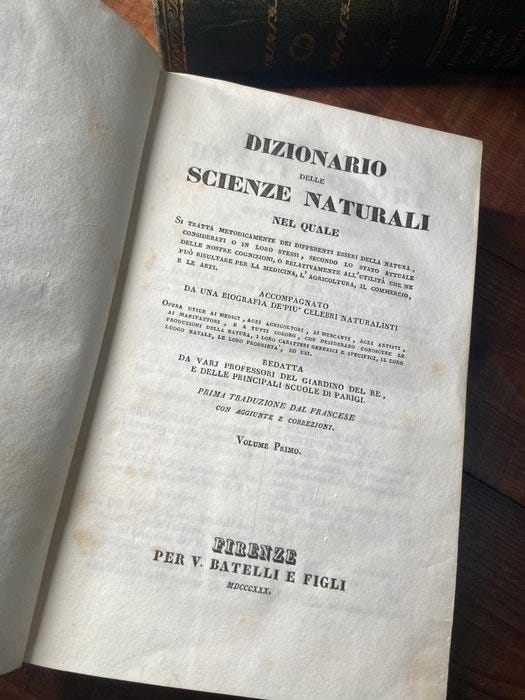 DIZIONARIO
DELLE
SCIENZE NATURALI
NEL QUALE
SI TRATTA METODICAMENTE DEI DIFFERENTI ESSERI DELLA NATURA,
CONSIDERATI O IN LORO STESSI, SECONDO LO STATO ATTUALE
DELLE NOSTRE COGNIZIONI, O RELATIVAMENTE ALL'UTILITÀ CHE NE
PUÒ RISULTARE PER LA MEDICINA, L'AGRICOLTURA, IL COMMERCIO,
E LE ARTI.
ACCOMPAGNATO
DA UNA BIOGRAFIA DE'PIU' CELEBRI NATURALISTI
OPERA UTILE AI MEDICI, AGLI AGRICOLTORI, AI MERCANTI, AGLI ARTISTI,
AI MANIFATTORI, E A TUTTI COLORO, CHE DESIDERANO CONOSCERE LE
PRODUZIONI DELLA NATURA, I LORO CARATTERI GENERICI E SPECIFICI, IL LORO
LUOGO NATALE, LE LORO PROPRIETA', ED USI.
REDATTA
DA VARJ PROFESSORI DEL GIARDINO DEL RE,
E DELLE PRINCIPALI SCUOLE DI PARIGI.
PRIMA TRADUZIONE DAL FRANCESE
CON AGGIUNTE E CORREZIONI.
VOLUME PRIMO.
FIRENZE
PER V. BATELLI E FIGLI
MDCCCXXX.